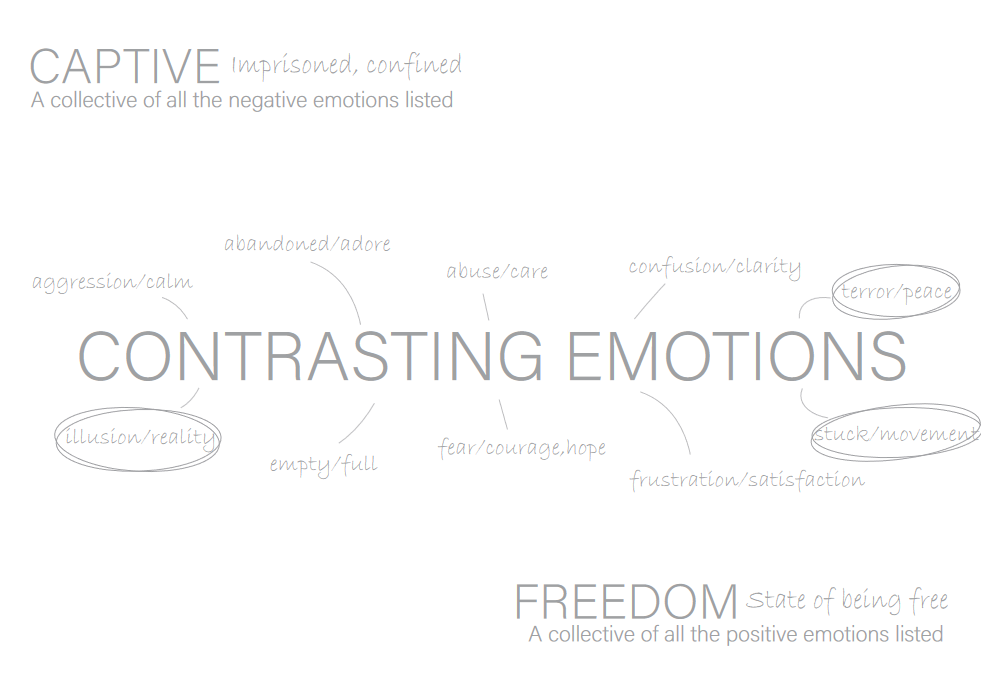 CAPTIVE Imprisoned, confined
A collective of all the negative emotions listed
abandoned/adore
aggression/calm
abuse/care
confusion/clarity
terror/peace
CONTRASTING EMOTIONS
illusion/reality
empty/full
fear/courage,hope
frustration/satisfaction
stuck/movement
FREEDOM State of being free
A collective of all the positive emotions listed